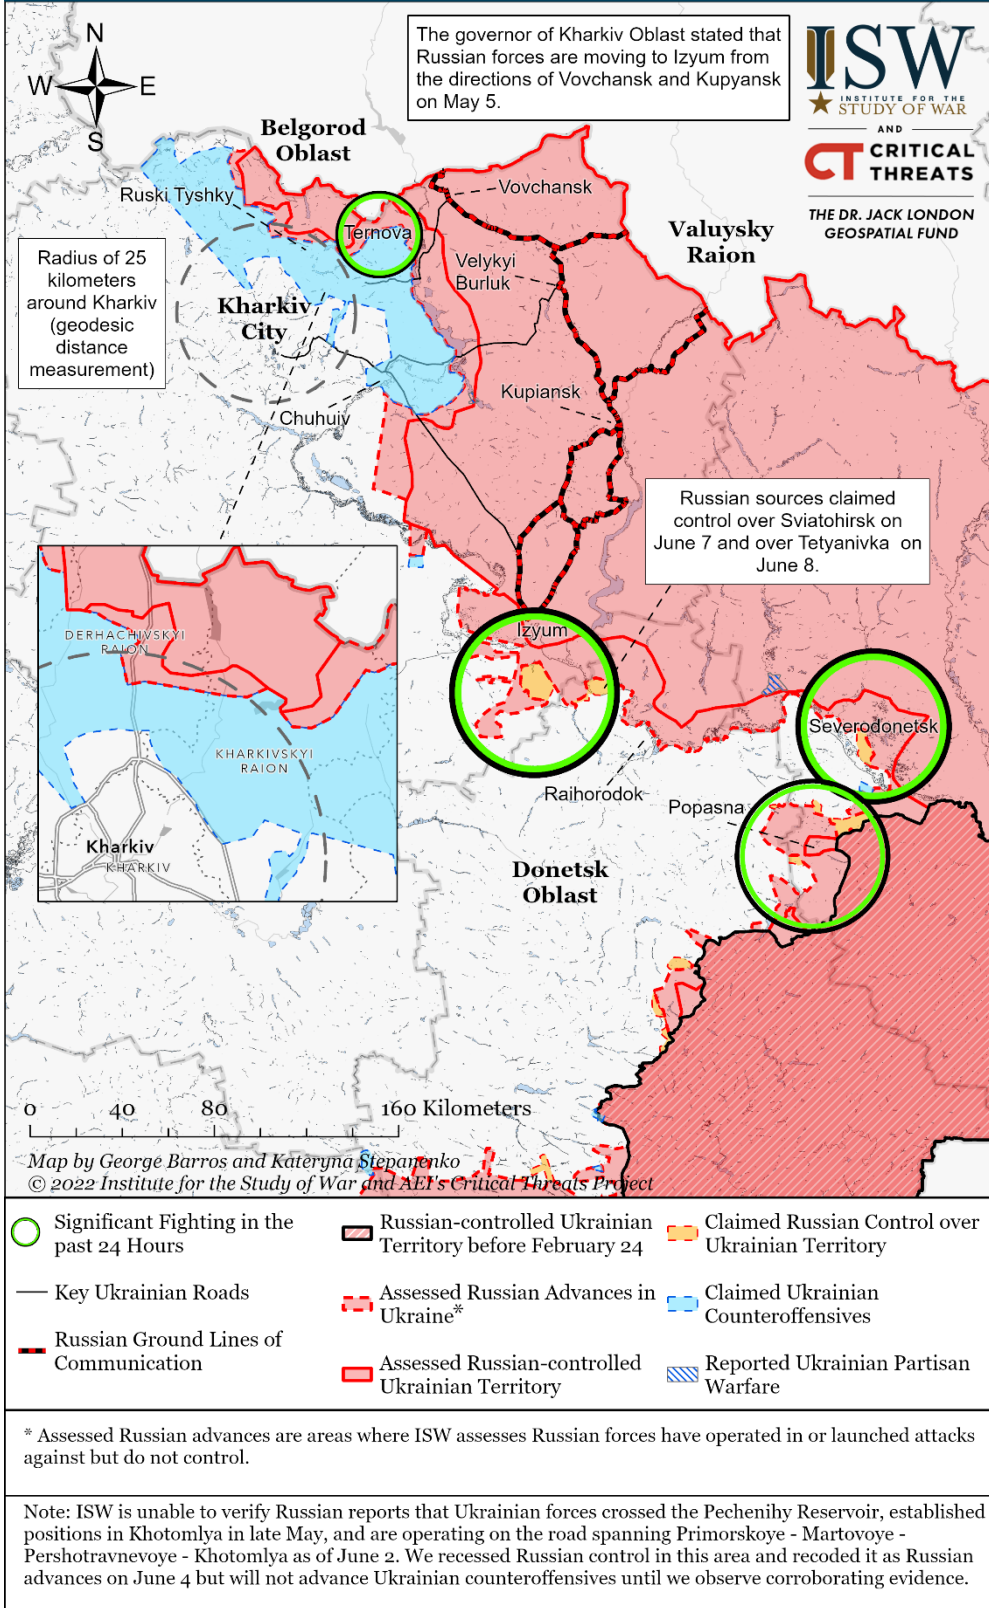 N
W
E
S
The governor of Kharkiv Oblast stated that
Russian forces are moving to Izyum from
the directions of Vovchansk and Kupyansk
on May 5.
ISW
INSTITUTE FOR THE
STUDY OF WAR
AND
CT CRITICAL
THREATS
THE DR. JACK LONDON
GEOSPATIAL FUND
Belgorod
Oblast
Ruski Tyshky
Vovchansk
Ternova
Valuysky
Raion
Radius of 25
kilometers
around Kharkiv
(geodesic
distance
measurement)
Velykyi
Burluk
Kharkiv
City
Kupiansk
Chuhuiv
Russian sources claimed
control over Sviatohirsk on
June 7 and over Tetyanivka on
June 8.
DERHACHIVSKYI
RAION
KHARKIVSKYI
RAION
Kharkiv
KHARKIV
Izyum
Severodonetsk
Raihorodok
Popasna
Donetsk
Oblast
0 40 80 160 Kilometers
Map by George Barros and Kateryna Stepanenko
© 2022 Institute for the Study of War and AEI's Critical Threats Project
Significant Fighting in the
past 24 Hours
Key Ukrainian Roads
Russian Ground Lines of
Communication
Russian-controlled Ukrainian
Territory before February 24
Assessed Russian Advances in
Ukraine*
Assessed Russian-controlled
Ukrainian Territory
Claimed Russian Control over
Ukrainian Territory
Claimed Ukrainian
Counteroffensives
Reported Ukrainian Partisan
Warfare
* Assessed Russian advances are areas where ISW assesses Russian forces have operated in or launched attacks
against but do not control.
Note: ISW is unable to verify Russian reports that Ukrainian forces crossed the Pechenihy Reservoir, established
positions in Khotomlya in late May, and are operating on the road spanning Primorskoye - Martovoye -
Pershotravnevoye - Khotomlya as of June 2. We recessed Russian control in this area and recoded it as Russian
advances on June 4 but will not advance Ukrainian counteroffensives until we observe corroborating evidence.